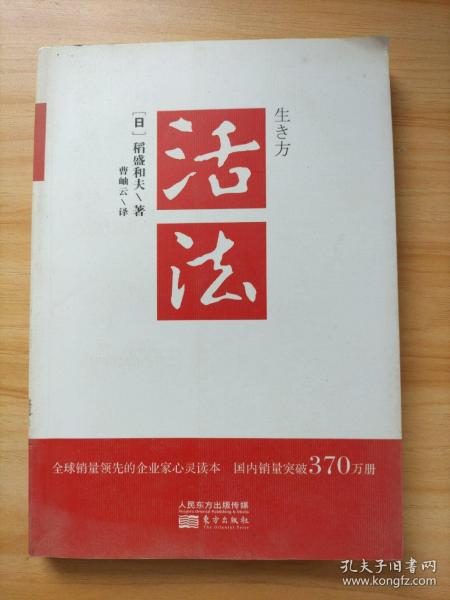 生き方
活法
［日］稻盛和夫\著
曹岫云\译
全球销量领先的企业家心灵读本 国内销量突破370万册
人民东方出版传媒
People's Oriental Publishing & Media
东方出版社
The Oriental Press
孔夫子旧书网
www.kongfz.com